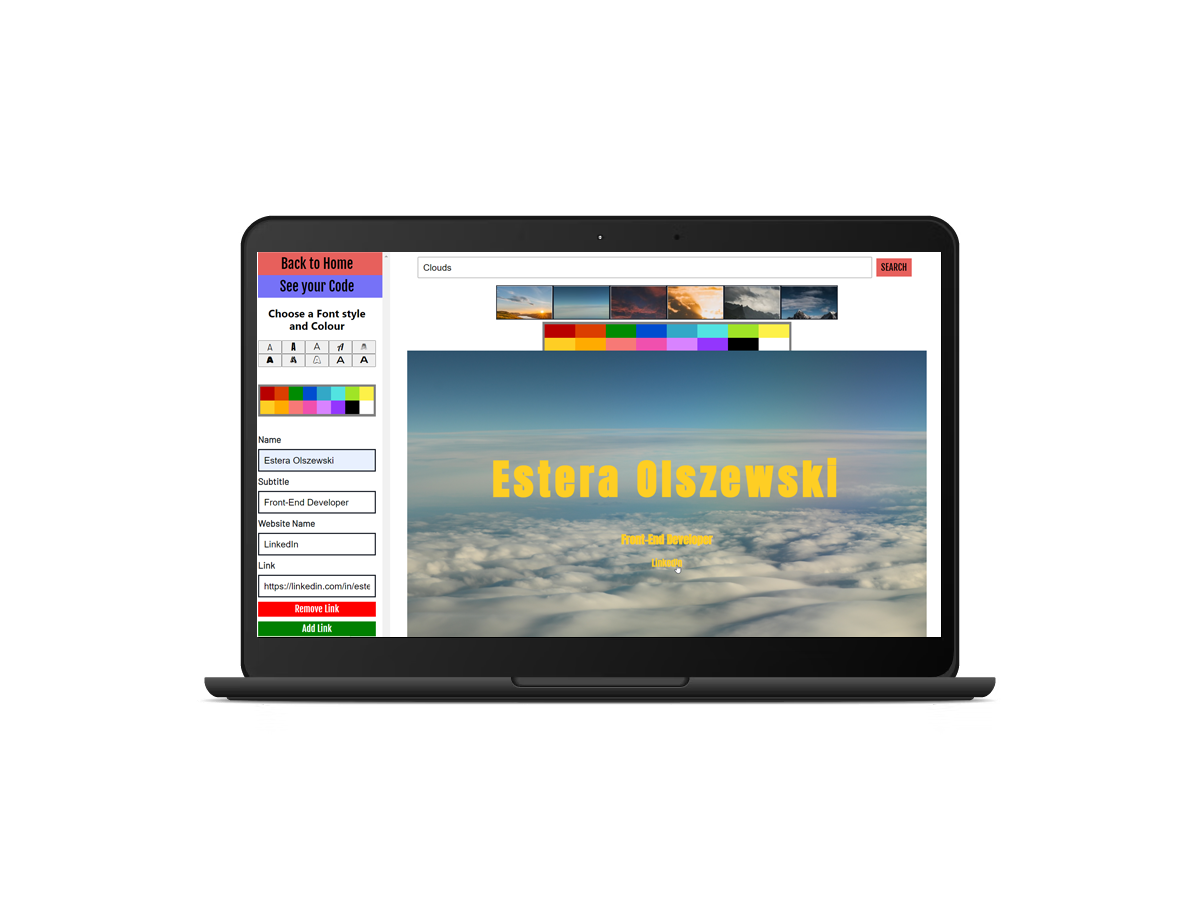 Back to Home
See your Code
Choose a Font style
and Colour
A A A A A
A A A A A
Name
Estera Olszewski
Subtitle
Front-End Developer
Website Name
LinkedIn
Link
https://linkedin.com/in/este
Remove Link
Add Link
Clouds
SEARCH
Estera Olszewski
Front-End Developer
LinkedIn